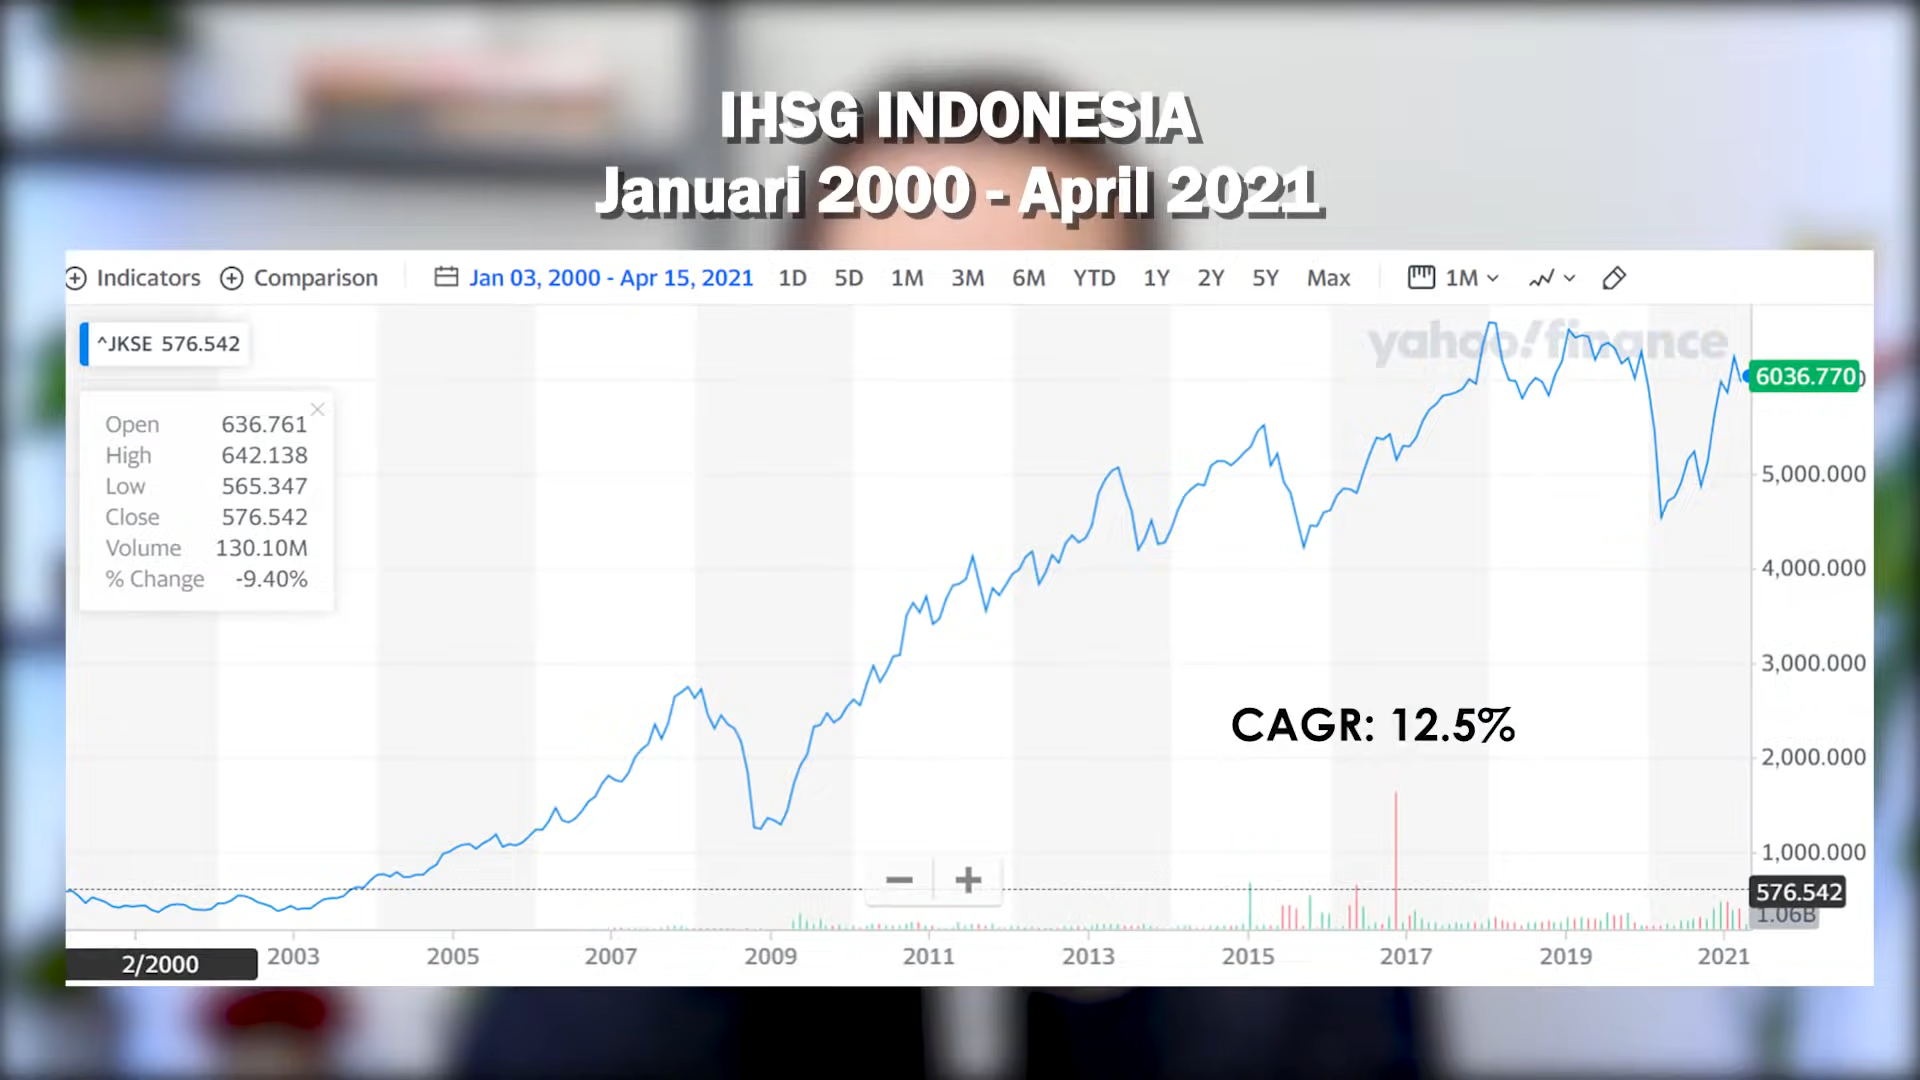 IHSG INDONESIA
Januari 2000 - April 2021
Indicators Comparison Jan 03, 2000 - Apr 15, 2021 1D 5D 1M 3M 6M YTD 1Y 2Y 5Y Max 1M
^JKSE 576.542
yahoo!finance
6036.770
Open 636.761
High 642.138
Low 565.347
Close 576.542
Volume 130.10M
% Change -9.40%
5,000.000
4,000.000
3,000.000
CAGR: 12.5%
2,000.000
1,000.000
576.542
1.06B
2/2000 2003 2005 2007 2009 2011 2013 2015 2017 2019 2021